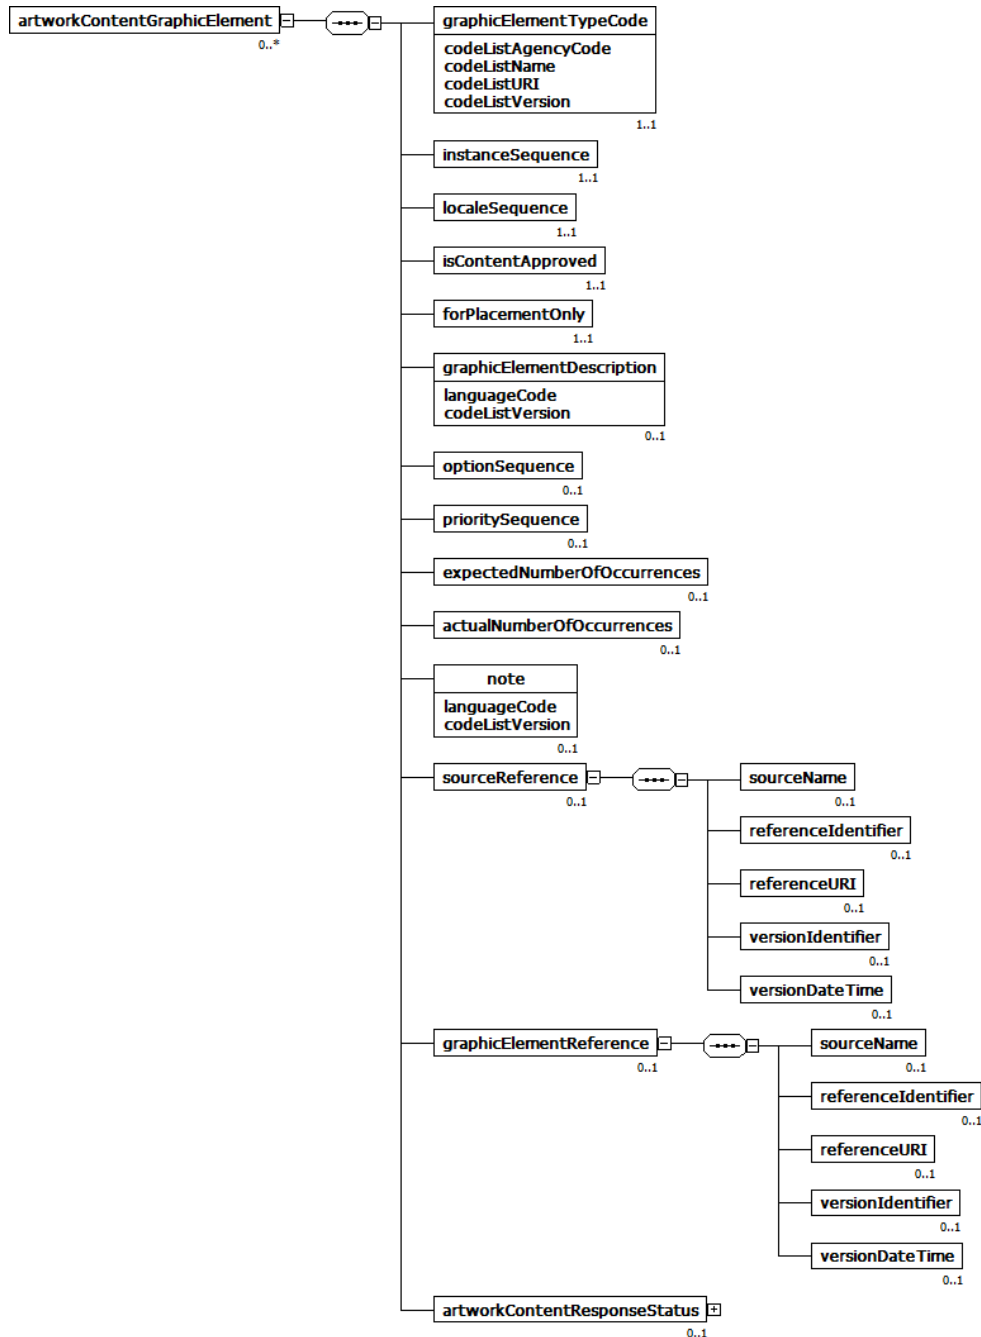 artworkContentGraphicElement
0..*
graphicElementTypeCode
codeListAgencyCode
codeListName
codeListURI
codeListVersion
1..1
instanceSequence
1..1
localeSequence
1..1
isContentApproved
1..1
forPlacementOnly
1..1
graphicElementDescription
languageCode
codeListVersion
0..1
optionSequence
0..1
prioritySequence
0..1
expectedNumberOfOccurrences
0..1
actualNumberOfOccurrences
0..1
note
languageCode
codeListVersion
0..1
sourceReference
0..1
sourceName
0..1
referenceIdentifier
0..1
referenceURI
0..1
versionIdentifier
0..1
versionDateTime
0..1
graphicElementReference
0..1
sourceName
0..1
referenceIdentifier
0..1
referenceURI
0..1
versionIdentifier
0..1
versionDateTime
0..1
artworkContentResponseStatus
0..1